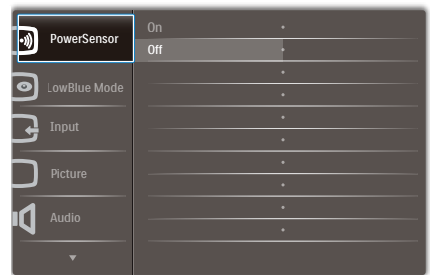 PowerSensor
LowBlue Mode
Input
Picture
Audio
On
Off